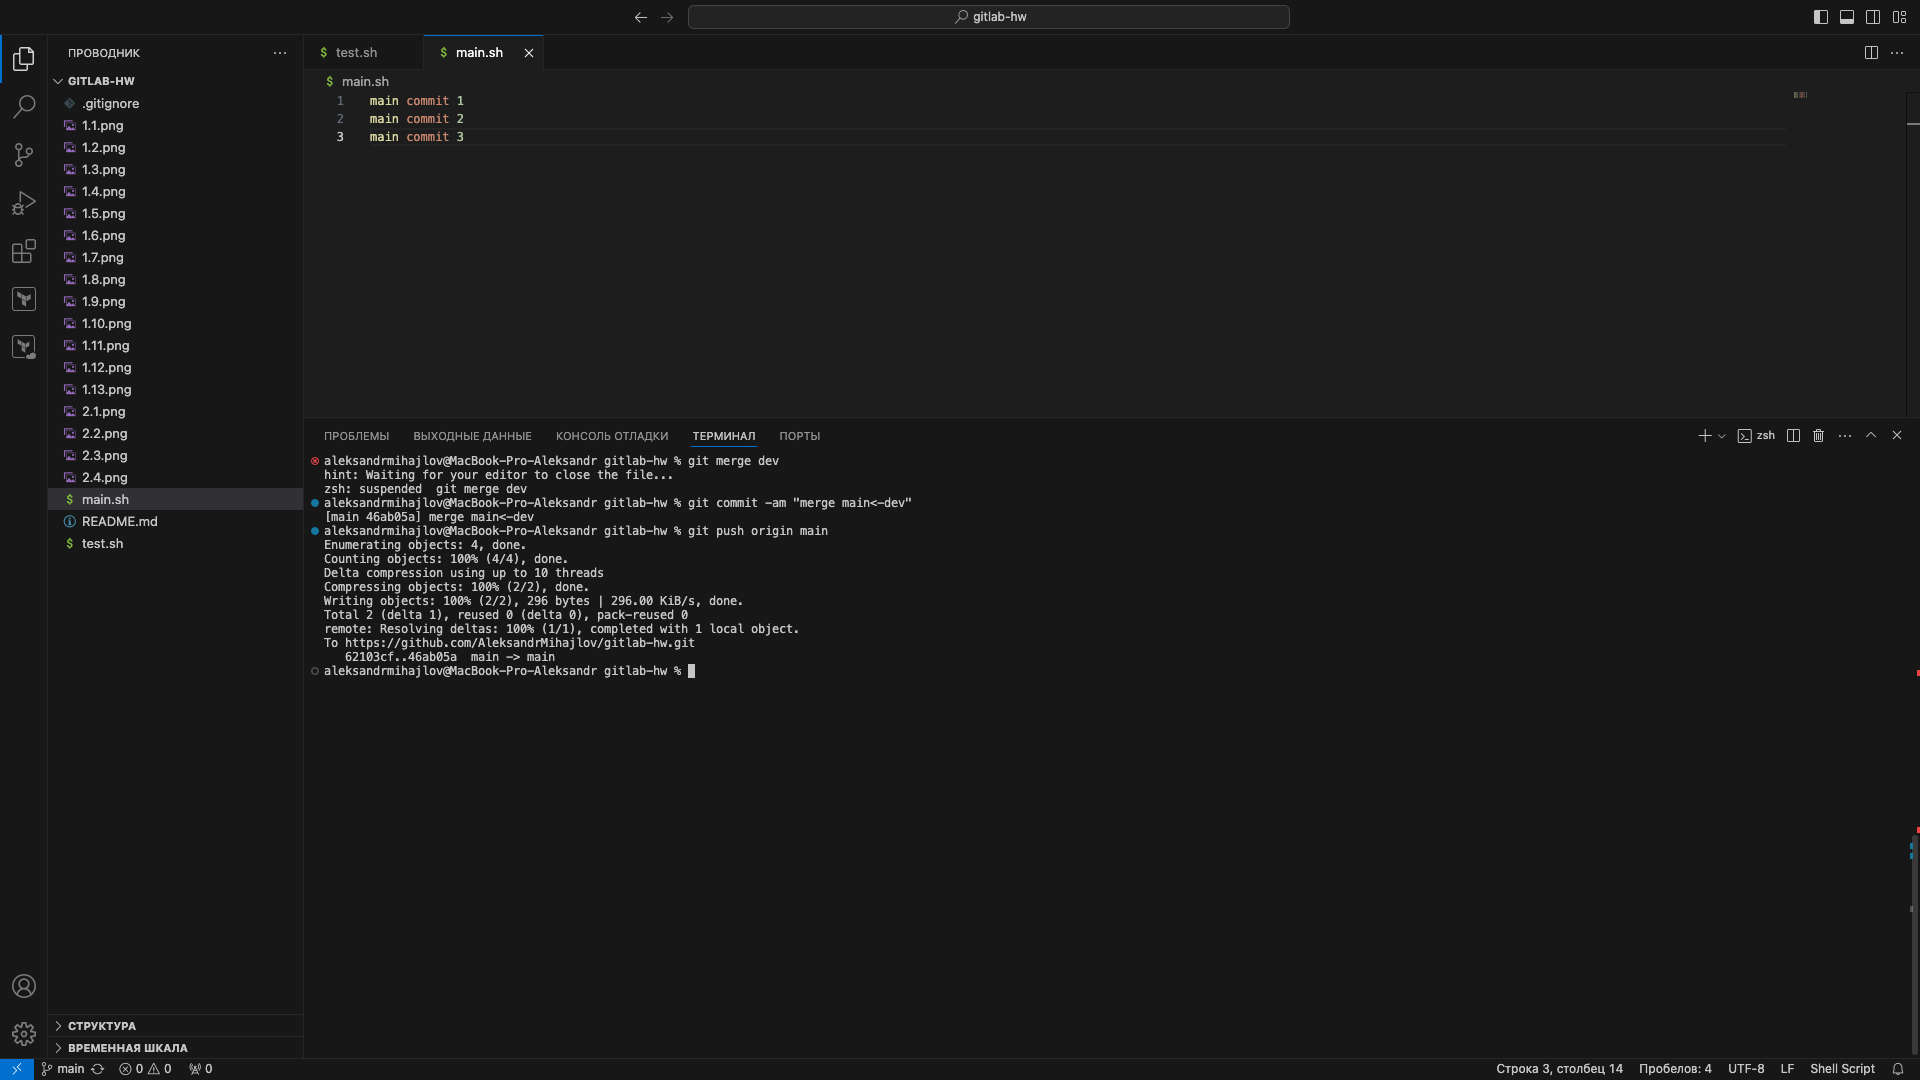 gitlab-hw
ПРОВОДНИК
GITLAB-HW
.gitignore
1.1.png
1.2.png
1.3.png
1.4.png
1.5.png
1.6.png
1.7.png
1.8.png
1.9.png
1.10.png
1.11.png
1.12.png
1.13.png
2.1.png
2.2.png
2.3.png
2.4.png
$ main.sh
README.md
$ test.sh
СТРУКТУРА
ВРЕМЕННАЯ ШКАЛА
$ test.sh $ main.sh
$ main.sh
1 main commit 1
2 main commit 2
3 main commit 3
ПРОБЛЕМЫ ВЫХОДНЫЕ ДАННЫЕ КОНСОЛЬ ОТЛАДКИ ТЕРМИНАЛ ПОРТЫ zsh
aleksandrmihajlov@MacBook-Pro-Aleksandr gitlab-hw % git merge dev
hint: Waiting for your editor to close the file...
zsh: suspended  git merge dev
aleksandrmihajlov@MacBook-Pro-Aleksandr gitlab-hw % git commit -am "merge main<-dev"
[main 46ab05a] merge main<-dev
aleksandrmihajlov@MacBook-Pro-Aleksandr gitlab-hw % git push origin main
Enumerating objects: 4, done.
Counting objects: 100% (4/4), done.
Delta compression using up to 10 threads
Compressing objects: 100% (2/2), done.
Writing objects: 100% (2/2), 296 bytes | 296.00 KiB/s, done.
Total 2 (delta 1), reused 0 (delta 0), pack-reused 0
remote: Resolving deltas: 100% (1/1), completed with 1 local object.
To https://github.com/AleksandrMihajlov/gitlab-hw.git
   62103cf..46ab05a  main -> main
aleksandrmihajlov@MacBook-Pro-Aleksandr gitlab-hw %
main 0 0 0 Строка 3, столбец 14 Пробелов: 4 UTF-8 LF Shell Script